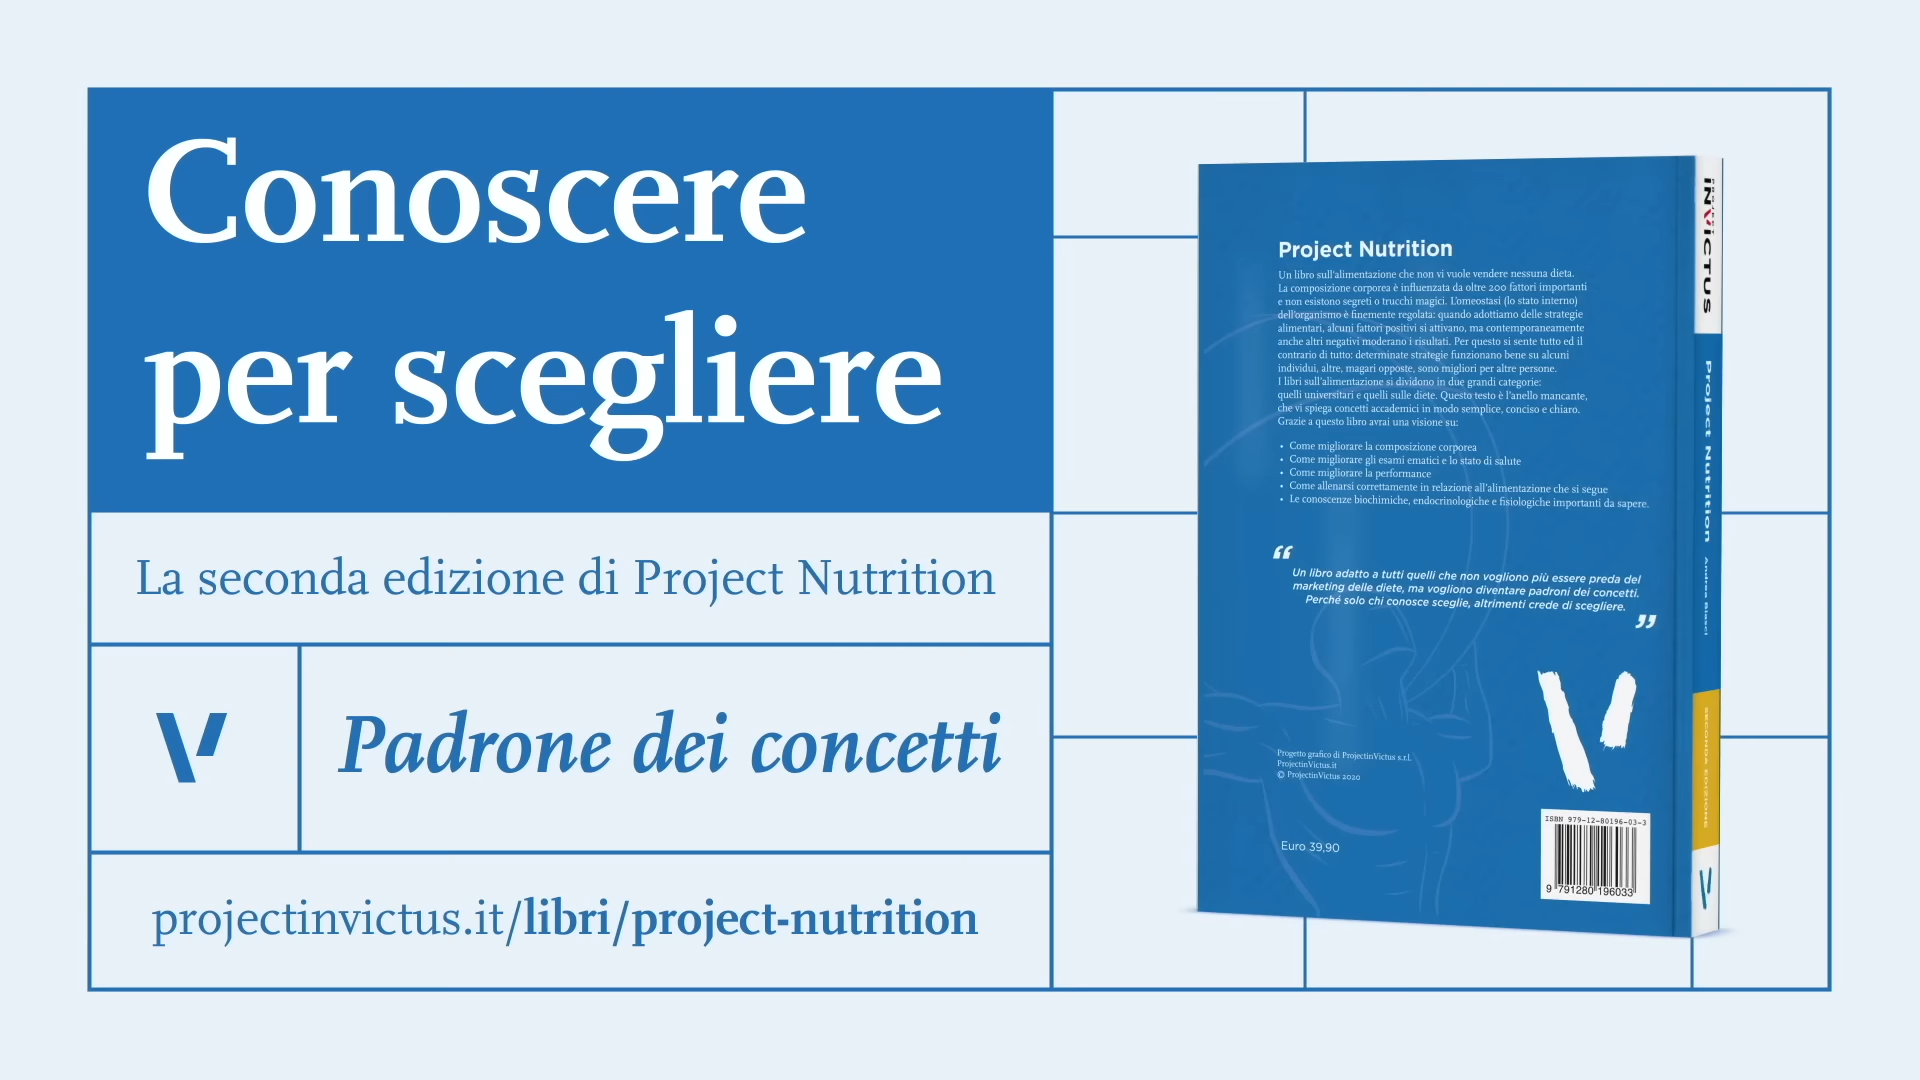 Conoscere
per scegliere
La seconda edizione di Project Nutrition
Padrone dei concetti
projectinvictus.it/libri/project-nutrition
Project Nutrition
Un libro sull'alimentazione che non vi vuole vendere nessuna dieta.
La composizione corporea è influenzata da oltre 200 fattori importanti
e non esistono segreti o trucchi magici. L'omeostasi (lo stato interno)
dell'organismo è finemente regolata: quando adottiamo delle strategie
alimentari, alcuni fattori positivi si attivano, ma contemporaneamente
anche altri negativi moderano i risultati. Per questo si sente tutto ed il
contrario di tutto: determinate strategie funzionano bene su alcuni
individui, altre, magari opposte, sono migliori per altre persone.
I libri sull'alimentazione si dividono in due grandi categorie:
quelli universitari e quelli sulle diete. Questo testo è l'anello mancante,
che vi spiega concetti accademici in modo semplice, conciso e chiaro.
Grazie a questo libro avrai una visione su:
• Come migliorare la composizione corporea
• Come migliorare gli esami ematici e lo stato di salute
• Come migliorare la performance
• Come allenarsi correttamente in relazione all'alimentazione che si segue
• Le conoscenze biochimiche, endocrinologiche e fisiologiche importanti da sapere.
“
Un libro adatto a tutti quelli che non vogliono più essere preda del
marketing delle diete, ma vogliono diventare padroni dei concetti.
Perché solo chi conosce sceglie, altrimenti crede di scegliere.
”
Progetto grafico di ProjectinVictus s.r.l.
ProjectinVictus.it
© ProjectinVictus 2020
Euro 39,90
ISBN 979-12-80196-03-3
9 791280 196033
PROJECT
iNViCTUS
Project Nutrition Andrea Biasci
SECONDA EDIZIONE